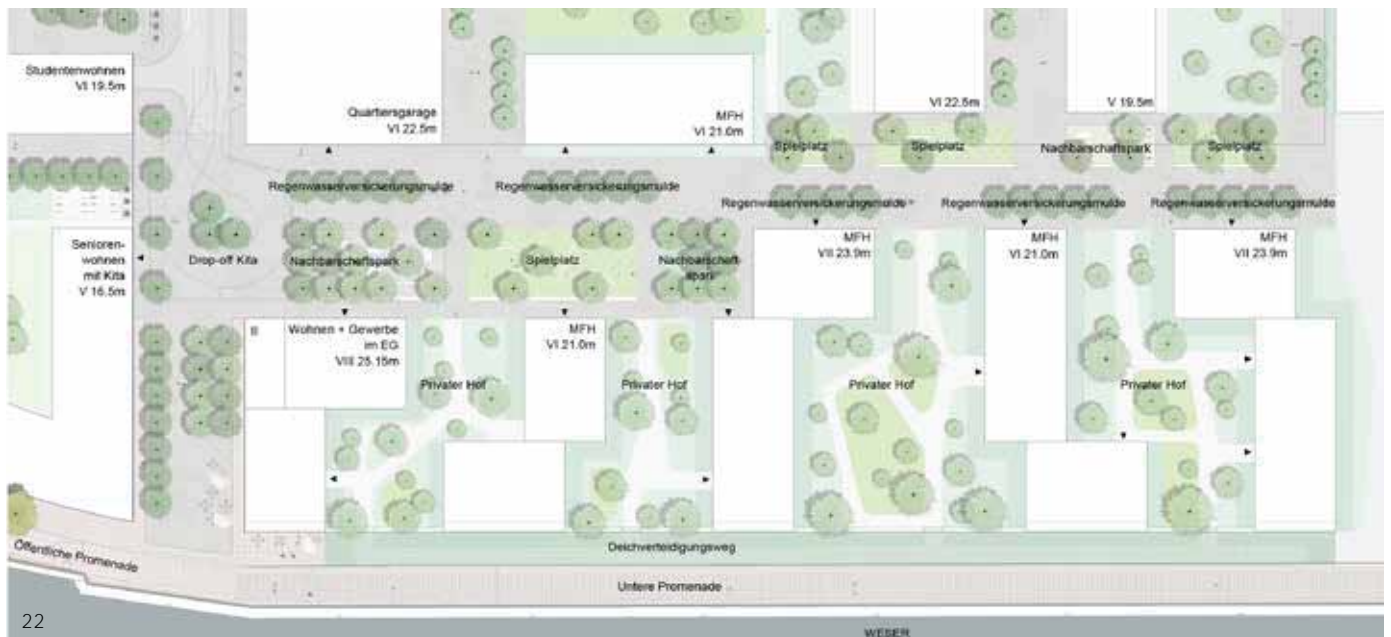 Studentenwohnen
VI 19.5m
Quartiersgarage
VI 22.5m
MFH
VI 21.0m
VI 22.5m
V 19.5m
Spielplatz
Spielplatz
Nachbarschaftspark
Spielplatz
Regenwasserversickerungsmulde
Regenwasserversickerungsmulde
Regenwasserversickerungsmulde
Regenwasserversickerungsmulde
Regenwasserversickerungsmulde
Senioren-
wohnen
mit Kita
V 16.5m
Drop-off Kita
Nachbarschaftspark
Spielplatz
Nachbarschaft-
spark
MFH
VII 23.9m
MFH
VI 21.0m
MFH
VII 23.9m
II
Wohnen + Gewerbe
im EG
VIII 25.15m
MFH
VI 21.0m
Privater Hof
Privater Hof
Privater Hof
Privater Hof
Öffentliche Promenade
Deichverteidigungsweg
Untere Promenade
22
WESER